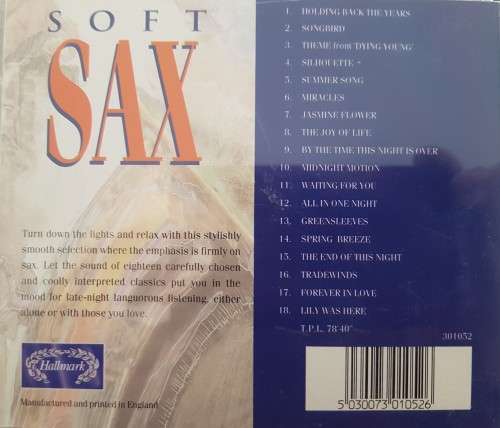 SOFT
SAX
Turn down the lights and relax with this stylishly
smooth selection where the emphasis is firmly on
sax. Let the sound of eighteen carefully chosen
and coolly interpreted classics put you in the
mood for late-night languorous listening, either
alone or with those you love.
Hallmark
Manufactured and printed in England
1. HOLDING BACK THE YEARS
2. SONGBIRD
3. THEME from 'DYING YOUNG'
4. SILHOUETTE
5. SUMMER SONG
6. MIRACLES
7. JASMINE FLOWER
8. THE JOY OF LIFE
9. BY THE TIME THIS NIGHT IS OVER
10. MIDNIGHT MOTION
11. WAITING FOR YOU
12. ALL IN ONE NIGHT
13. GREENSLEEVES
14. SPRING BREEZE
15. THE END OF THIS NIGHT
16. TRADEWINDS
17. FOREVER IN LOVE
18. LILY WAS HERE
T.P.L. 78'40"
301052
5 030073 010526